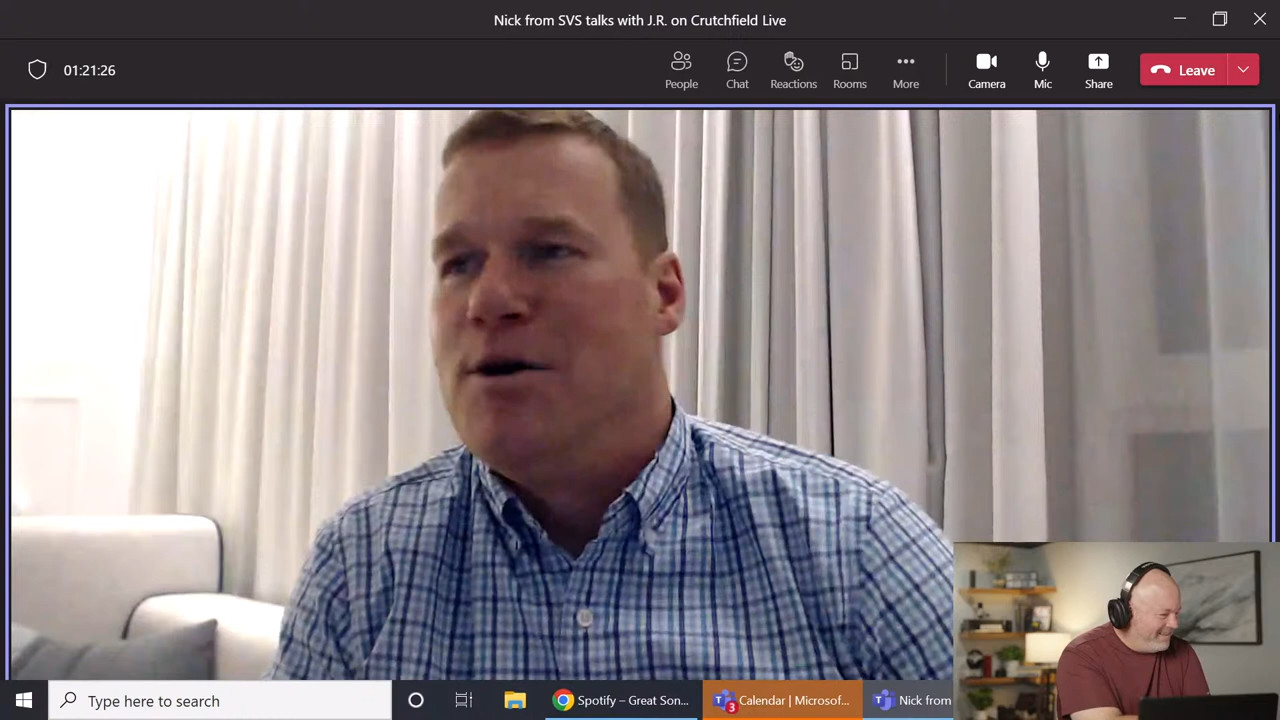 Nick from SVS talks with J.R. on Crutchfield Live
01:21:26
People
Chat
Reactions
Rooms
More
Camera
Mic
Share
Leave
Type here to search
Spotify – Great Son...
3
Calendar | Microsof...
Nick from